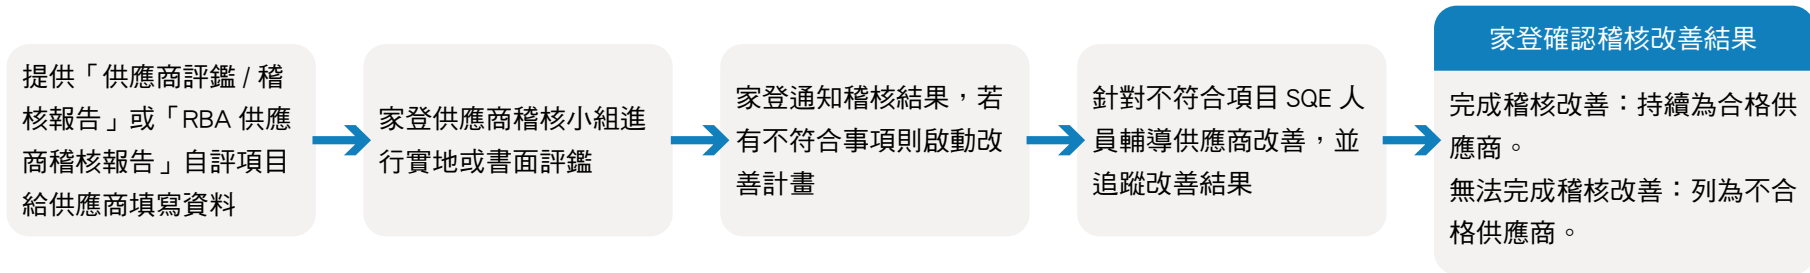 提供「供應商評鑑 / 稽
核報告」或「RBA 供應
商稽核報告」自評項目
給供應商填寫資料
家登供應商稽核小組進
行實地或書面評鑑
家登通知稽核結果，若
有不符合事項則啟動改
善計畫
針對不符合項目 SQE 人
員輔導供應商改善，並
追蹤改善結果
家登確認稽核改善結果
完成稽核改善：持續為合格供
應商。
無法完成稽核改善：列為不合
格供應商。